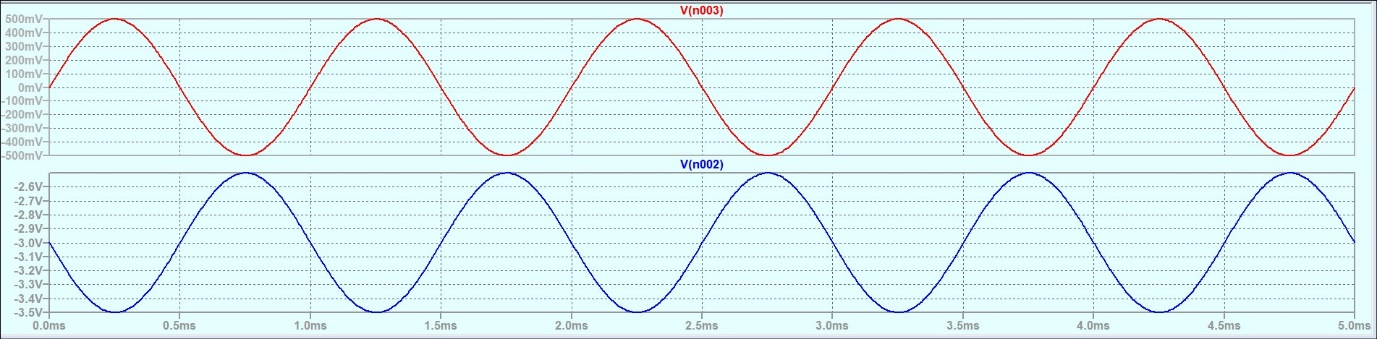 V(n003)
500mV
400mV
300mV
200mV
100mV
0mV
-100mV
-200mV
-300mV
-400mV
-500mV
V(n002)
-2.6V
-2.7V
-2.8V
-2.9V
-3.0V
-3.1V
-3.2V
-3.3V
-3.4V
-3.5V
0.0ms 0.5ms 1.0ms 1.5ms 2.0ms 2.5ms 3.0ms 3.5ms 4.0ms 4.5ms 5.0ms